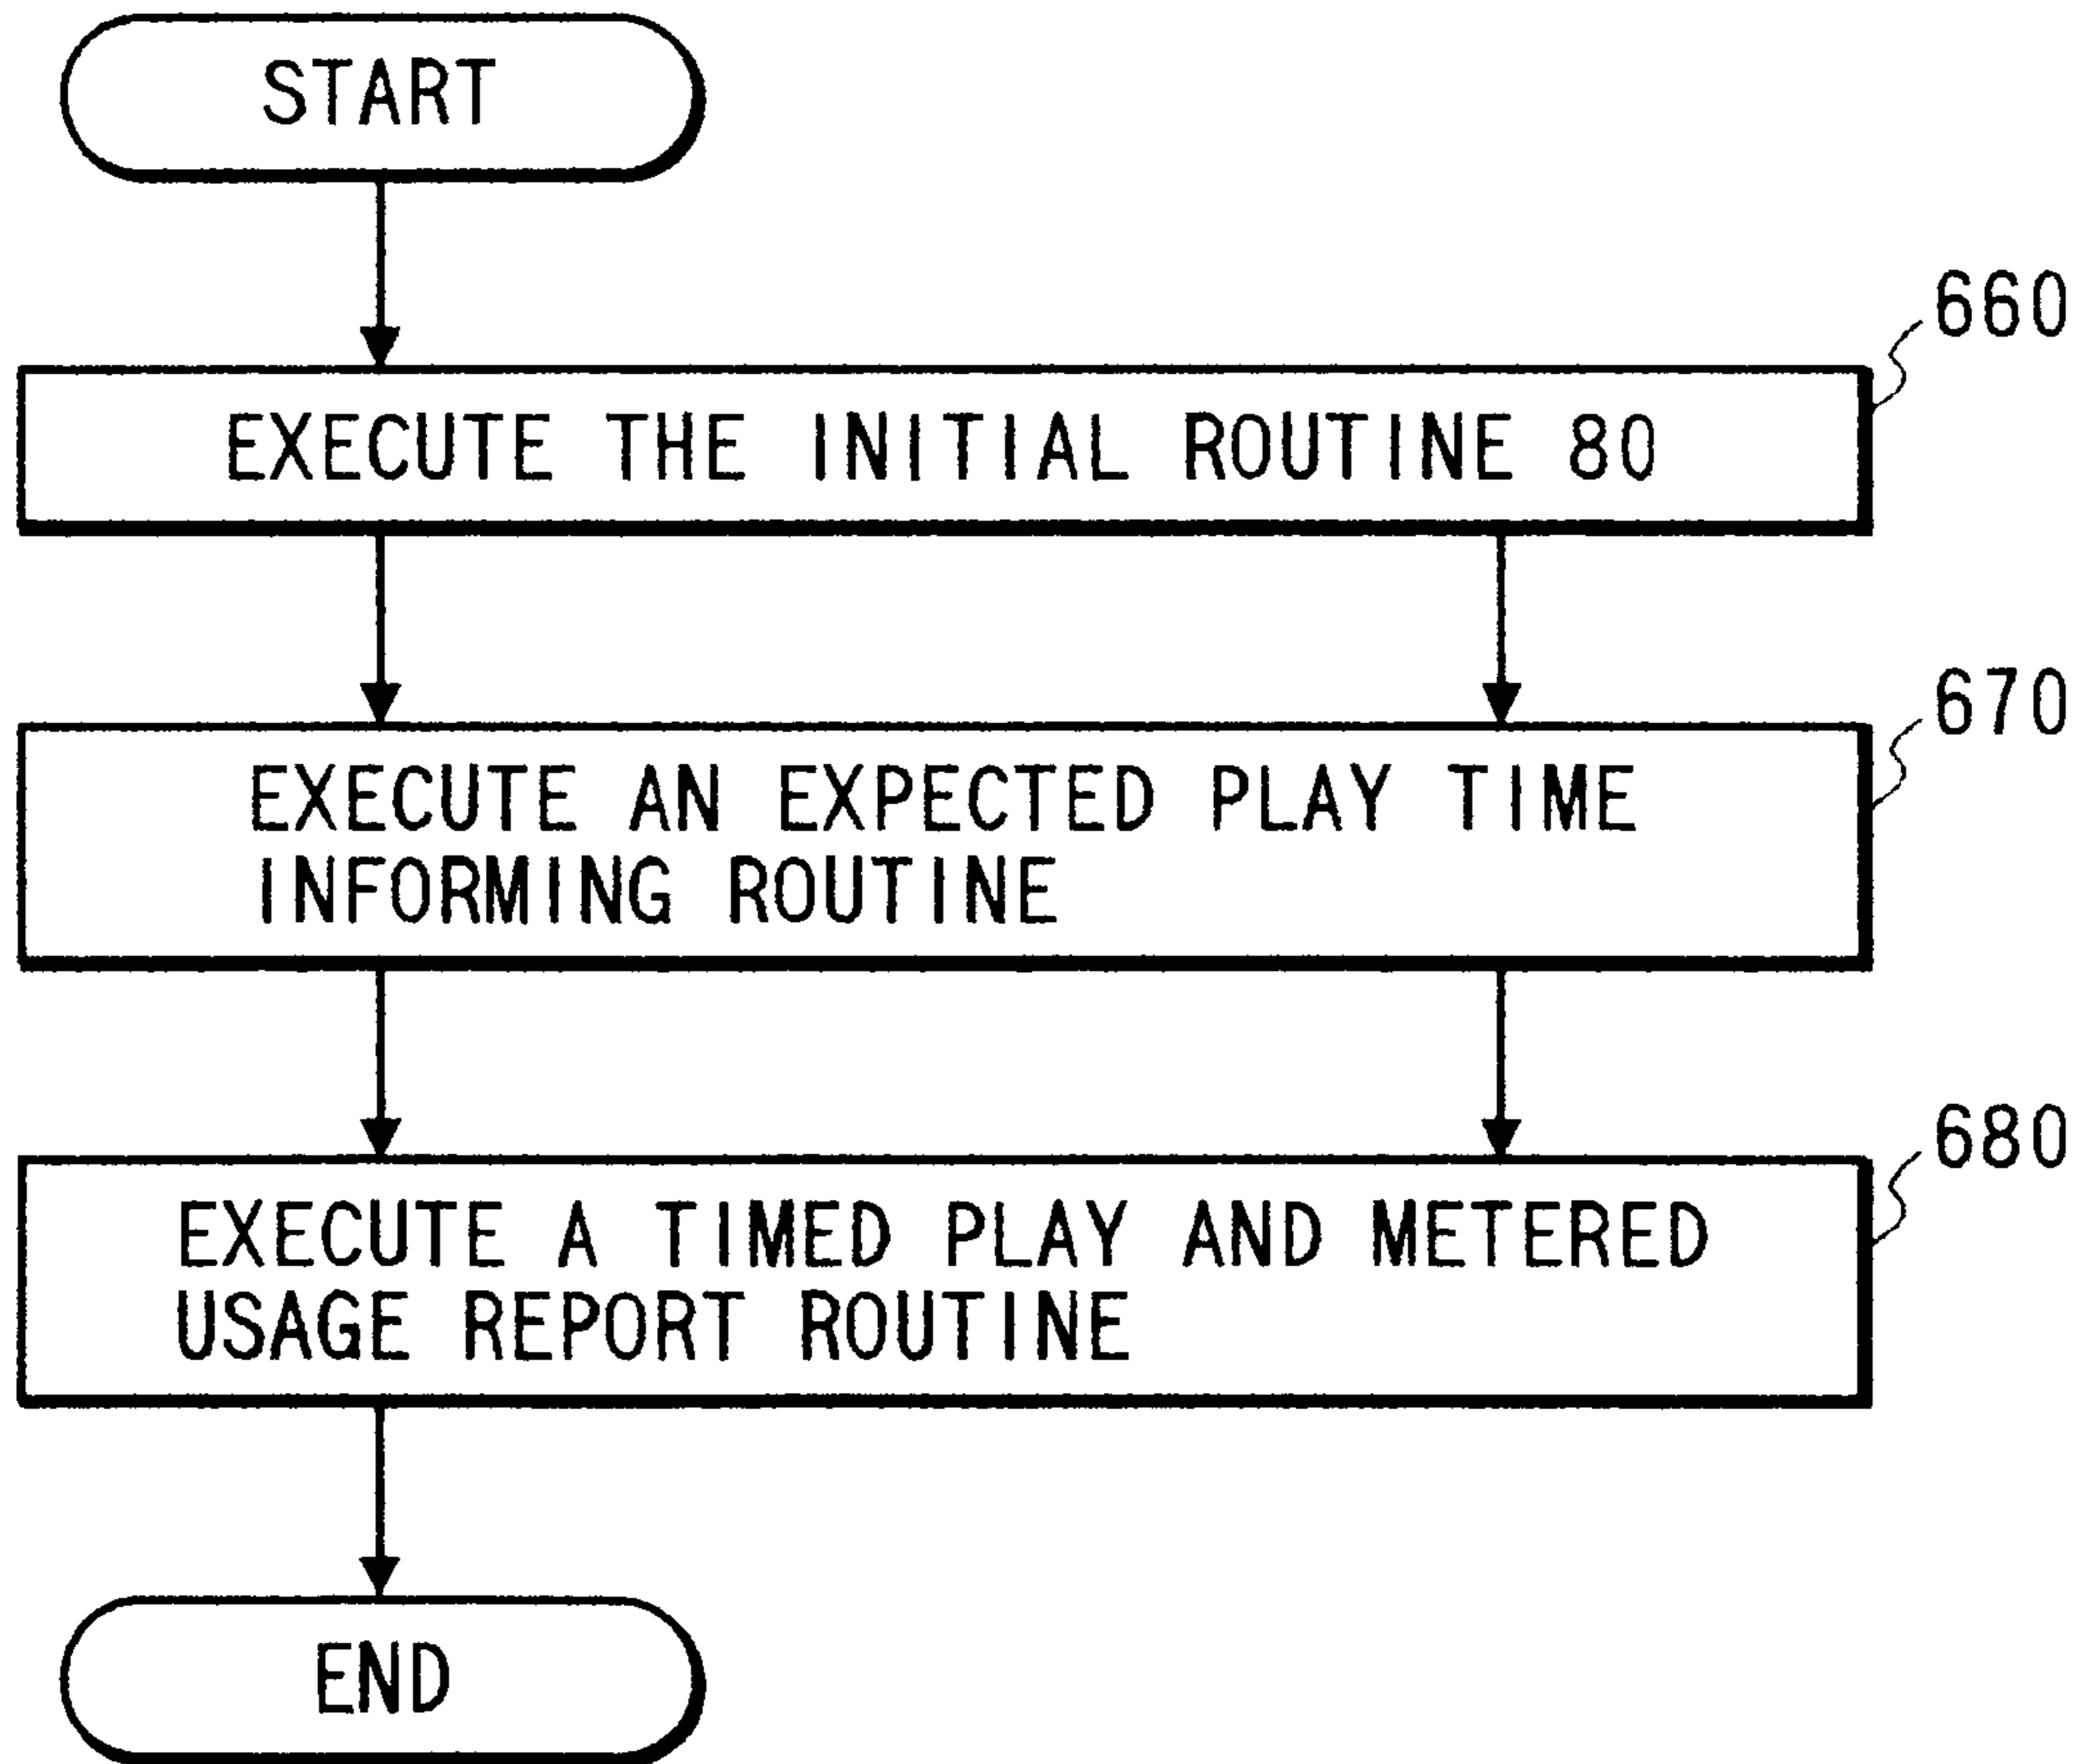 START
660
EXECUTE THE INITIAL ROUTINE 80
670
EXECUTE AN EXPECTED PLAY TIME
INFORMING ROUTINE
680
EXECUTE A TIMED PLAY AND METERED
USAGE REPORT ROUTINE
END